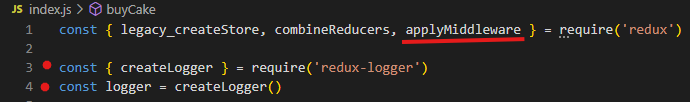 index.js > buyCake
1 const { legacy_createStore, combineReducers, applyMiddleware } = require('redux')
2
3 const { createLogger } = require('redux-logger')
4 const logger = createLogger()